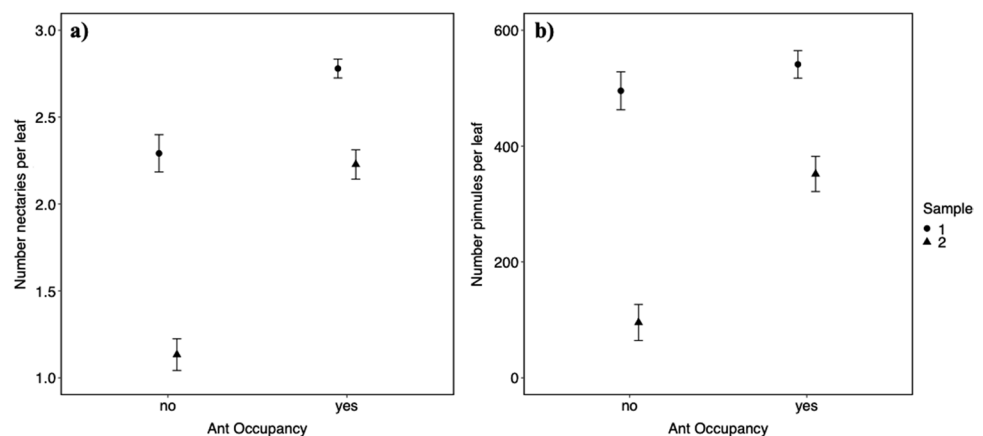 a)
3.0
2.5
2.0
1.5
1.0
Number nectaries per leaf
no yes
Ant Occupancy
b)
600
400
200
0
Number pinnules per leaf
no yes
Ant Occupancy
Sample
1
2